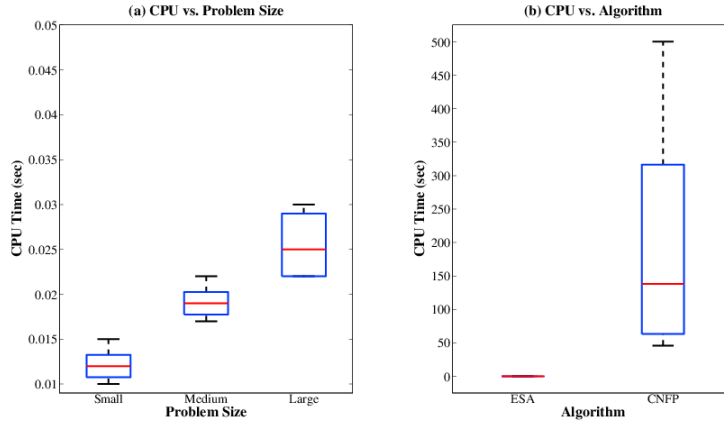 (a) CPU vs. Problem Size
0.05
0.045
0.04
0.035
0.03
0.025
0.02
0.015
0.01
CPU Time (sec)
Small Medium Large
Problem Size
(b) CPU vs. Algorithm
500
450
400
350
300
250
200
150
100
50
0
CPU Time (sec)
ESA CNFP
Algorithm